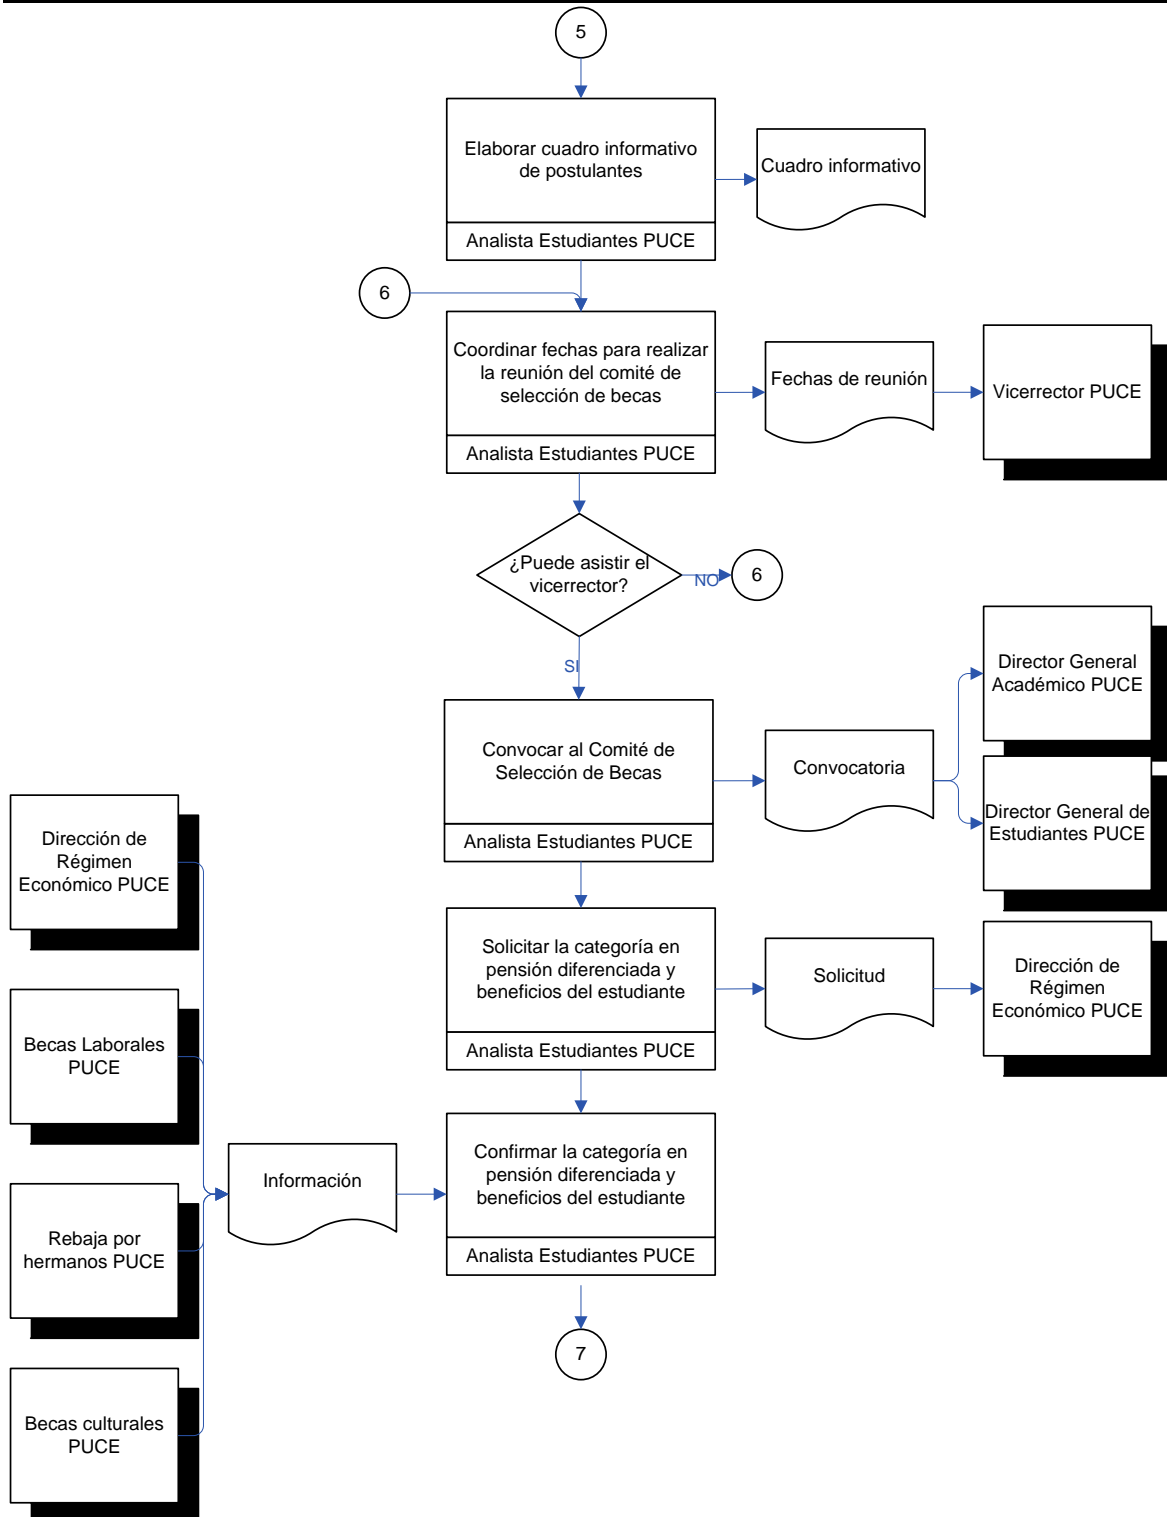 5
Elaborar cuadro informativo
de postulantes
Analista Estudiantes PUCE
Cuadro informativo
6
Coordinar fechas para realizar
la reunión del comité de
selección de becas
Analista Estudiantes PUCE
Fechas de reunión
Vicerrector PUCE
¿Puede asistir el
vicerrector?
NO
6
SI
Convocar al Comité de
Selección de Becas
Analista Estudiantes PUCE
Convocatoria
Director General
Académico PUCE
Director General de
Estudiantes PUCE
Dirección de
Régimen
Económico PUCE
Solicitar la categoría en
pensión diferenciada y
beneficios del estudiante
Analista Estudiantes PUCE
Solicitud
Dirección de
Régimen
Económico PUCE
Becas Laborales
PUCE
Rebaja por
hermanos PUCE
Becas culturales
PUCE
Información
Confirmar la categoría en
pensión diferenciada y
beneficios del estudiante
Analista Estudiantes PUCE
7